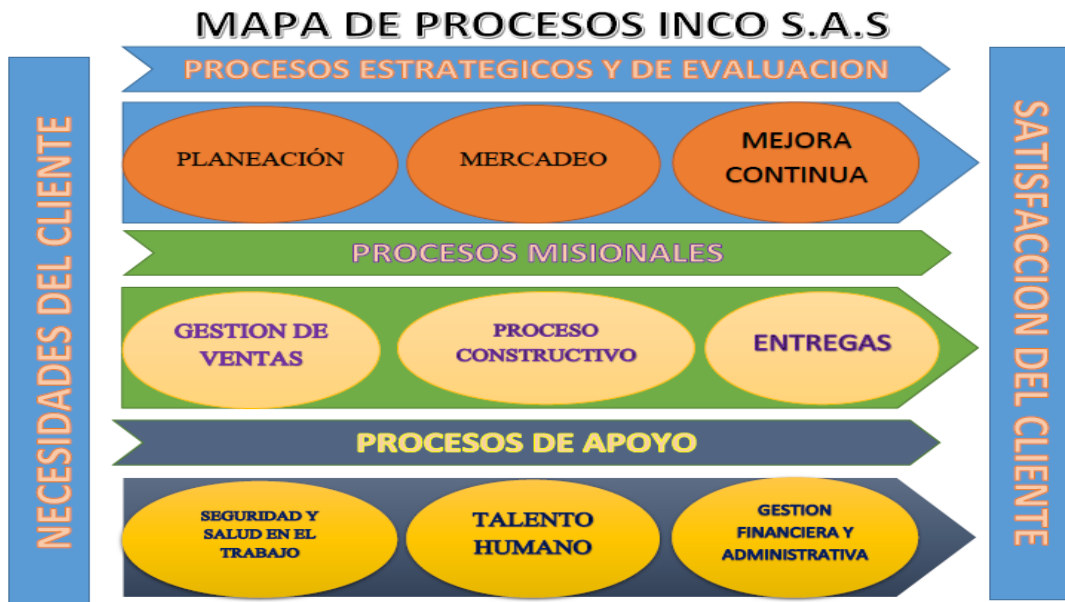 MAPA DE PROCESOS INCO S.A.S
NECESIDADES DEL CLIENTE
PROCESOS ESTRATEGICOS Y DE EVALUACION
PLANEACIÓN
MERCADEO
MEJORA
CONTINUA
PROCESOS MISIONALES
GESTION DE
VENTAS
PROCESO
CONSTRUCTIVO
ENTREGAS
PROCESOS DE APOYO
SEGURIDAD Y
SALUD EN EL
TRABAJO
TALENTO
HUMANO
GESTION
FINANCIERA Y
ADMINISTRATIVA
SATISFACCION DEL CLIENTE